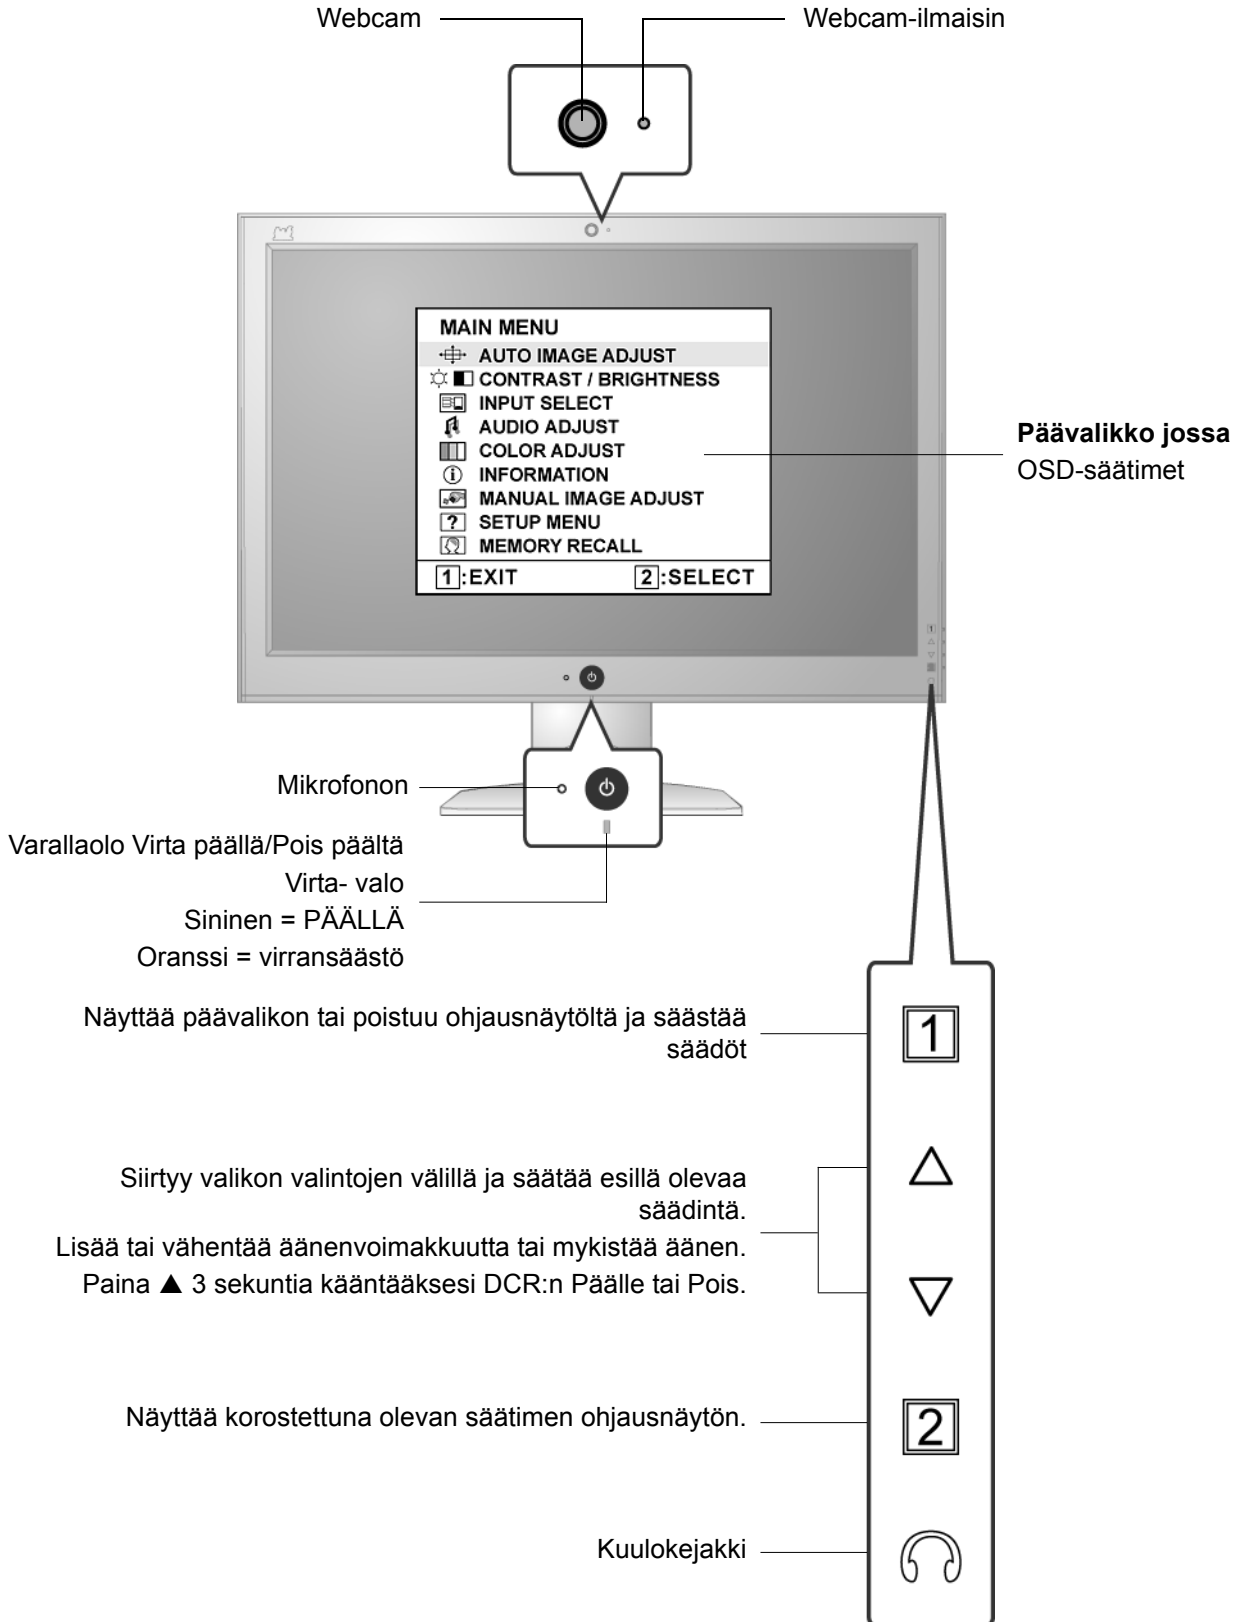 Webcam
Webcam-ilmaisin
MAIN MENU
AUTO IMAGE ADJUST
CONTRAST / BRIGHTNESS
INPUT SELECT
AUDIO ADJUST
COLOR ADJUST
INFORMATION
MANUAL IMAGE ADJUST
? SETUP MENU
MEMORY RECALL
1:EXIT 2:SELECT
Päävalikko jossa
OSD-säätimet
1
Mikrofonon
Varallaolo Virta päällä/Pois päältä
Virta- valo
Sininen = PÄÄLLÄ
Oranssi = virransäästö
Näyttää päävalikon tai poistuu ohjausnäytöltä ja säästää
säädöt
1
Siirtyy valikon valintojen välillä ja säätää esillä olevaa
säädintä.
Lisää tai vähentää äänenvoimakkuutta tai mykistää äänen.
Paina ▲ 3 sekuntia kääntääksesi DCR:n Päälle tai Pois.
Näyttää korostettuna olevan säätimen ohjausnäytön.
2
Kuulokejakki